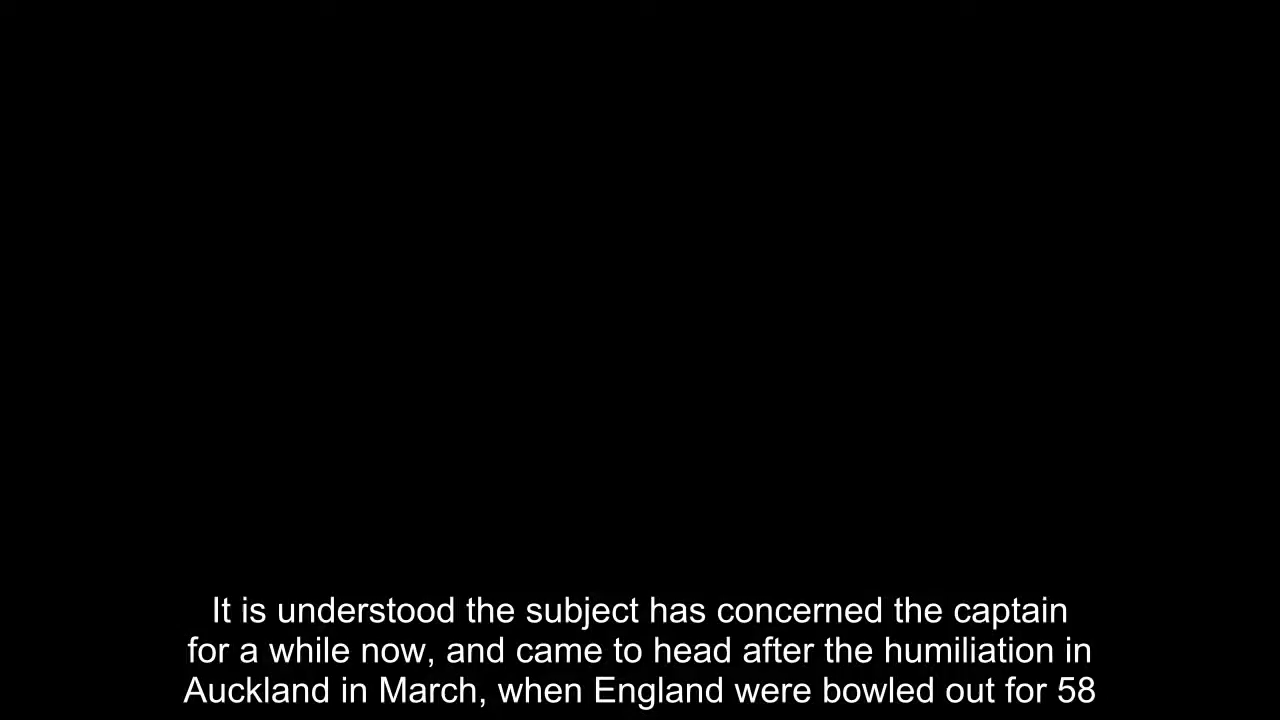 It is understood the subject has concerned the captain
for a while now, and came to head after the humiliation in
Auckland in March, when England were bowled out for 58